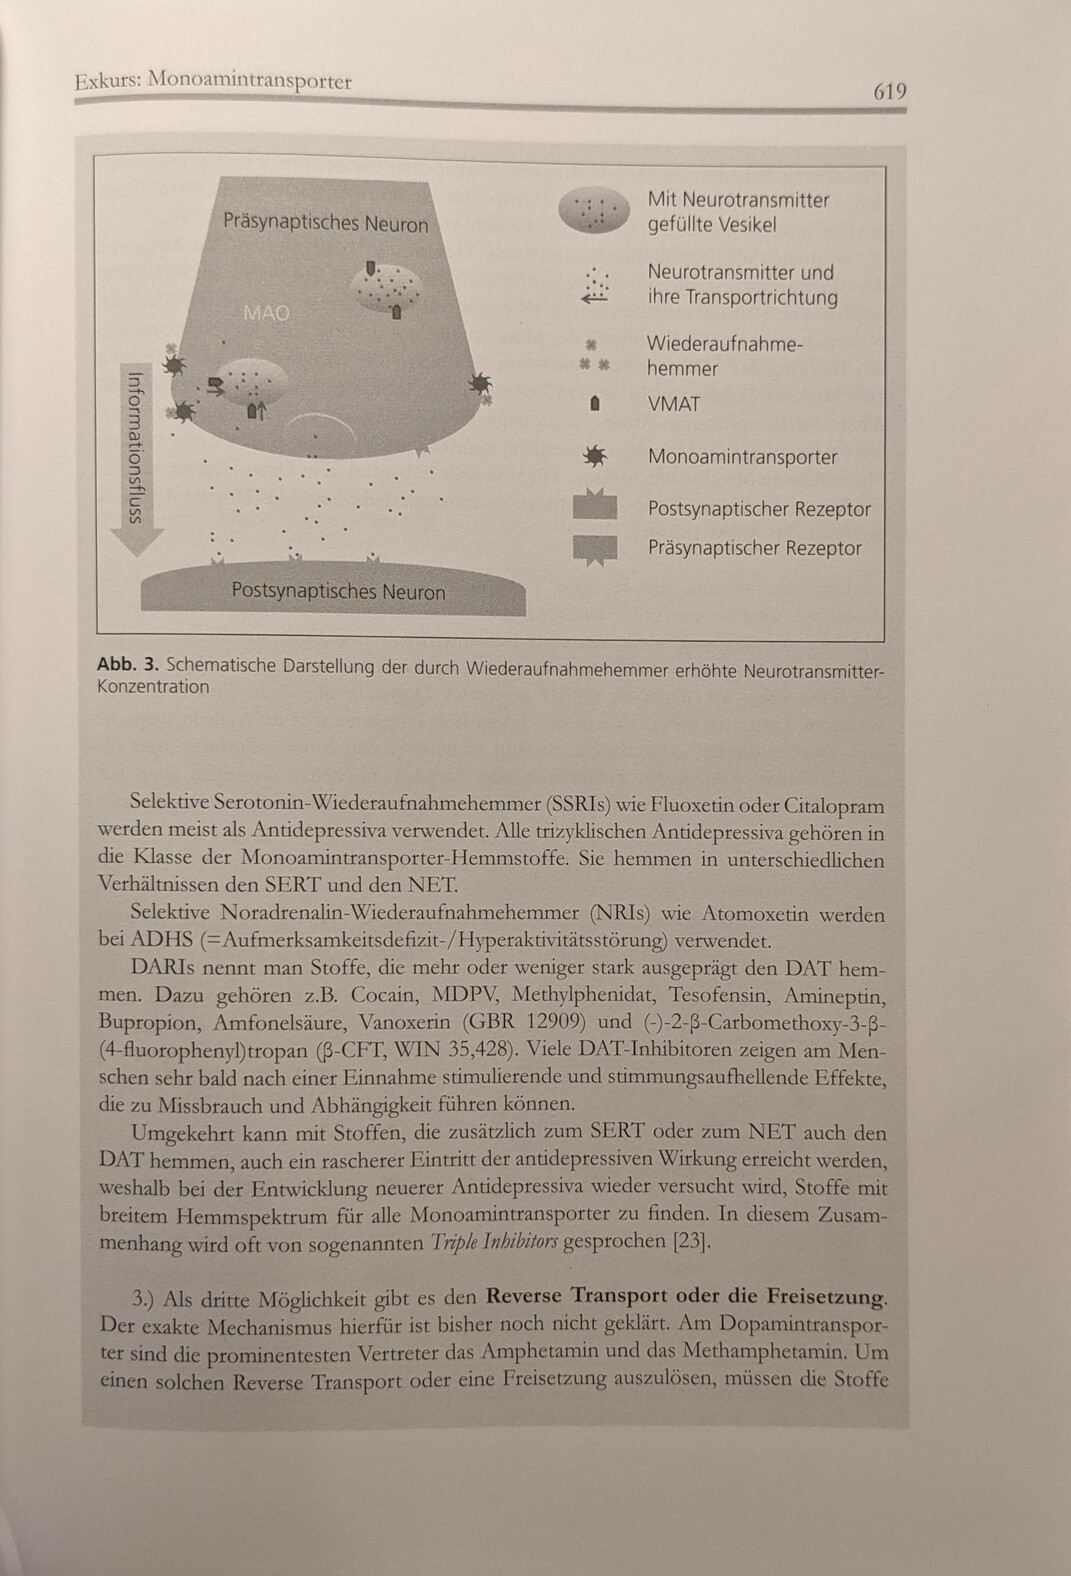 Exkurs: Monoamintransporter
619
Präsynaptisches Neuron
MAO
Informationsfluss
Postsynaptisches Neuron
Mit Neurotransmitter
gefüllte Vesikel
Neurotransmitter und
ihre Transportrichtung
Wiederaufnahme-
hemmer
VMAT
Monoamintransporter
Postsynaptischer Rezeptor
Präsynaptischer Rezeptor
Abb. 3. Schematische Darstellung der durch Wiederaufnahmehemmer erhöhte Neurotransmitter-
Konzentration
Selektive Serotonin-Wiederaufnahmehemmer (SSRIs) wie Fluoxetin oder Citalopram
werden meist als Antidepressiva verwendet. Alle trizyklischen Antidepressiva gehören in
die Klasse der Monoamintransporter-Hemmstoffe. Sie hemmen in unterschiedlichen
Verhältnissen den SERT und den NET.
Selektive Noradrenalin-Wiederaufnahmehemmer (NRIs) wie Atomoxetin werden
bei ADHS (=Aufmerksamkeitsdefizit-/Hyperaktivitätsstörung) verwendet.
DARIs nennt man Stoffe, die mehr oder weniger stark ausgeprägt den DAT hem-
men. Dazu gehören z.B. Cocain, MDPV, Methylphenidat, Tesofensin, Amineptin,
Bupropion, Amfonelsäure, Vanoxerin (GBR 12909) und (-)-2-β-Carbomethoxy-3-β-
(4-fluorophenyl)tropan (β-CFT, WIN 35,428). Viele DAT-Inhibitoren zeigen am Men-
schen sehr bald nach einer Einnahme stimulierende und stimmungsaufhellende Effekte,
die zu Missbrauch und Abhängigkeit führen können.
Umgekehrt kann mit Stoffen, die zusätzlich zum SERT oder zum NET auch den
DAT hemmen, auch ein rascherer Eintritt der antidepressiven Wirkung erreicht werden,
weshalb bei der Entwicklung neuerer Antidepressiva wieder versucht wird, Stoffe mit
breitem Hemmspektrum für alle Monoamintransporter zu finden. In diesem Zusam-
menhang wird oft von sogenannten Triple Inhibitors gesprochen [23].
3.) Als dritte Möglichkeit gibt es den Reverse Transport oder die Freisetzung.
Der exakte Mechanismus hierfür ist bisher noch nicht geklärt. Am Dopamintranspor-
ter sind die prominentesten Vertreter das Amphetamin und das Methamphetamin. Um
einen solchen Reverse Transport oder eine Freisetzung auszulösen, müssen die Stoffe